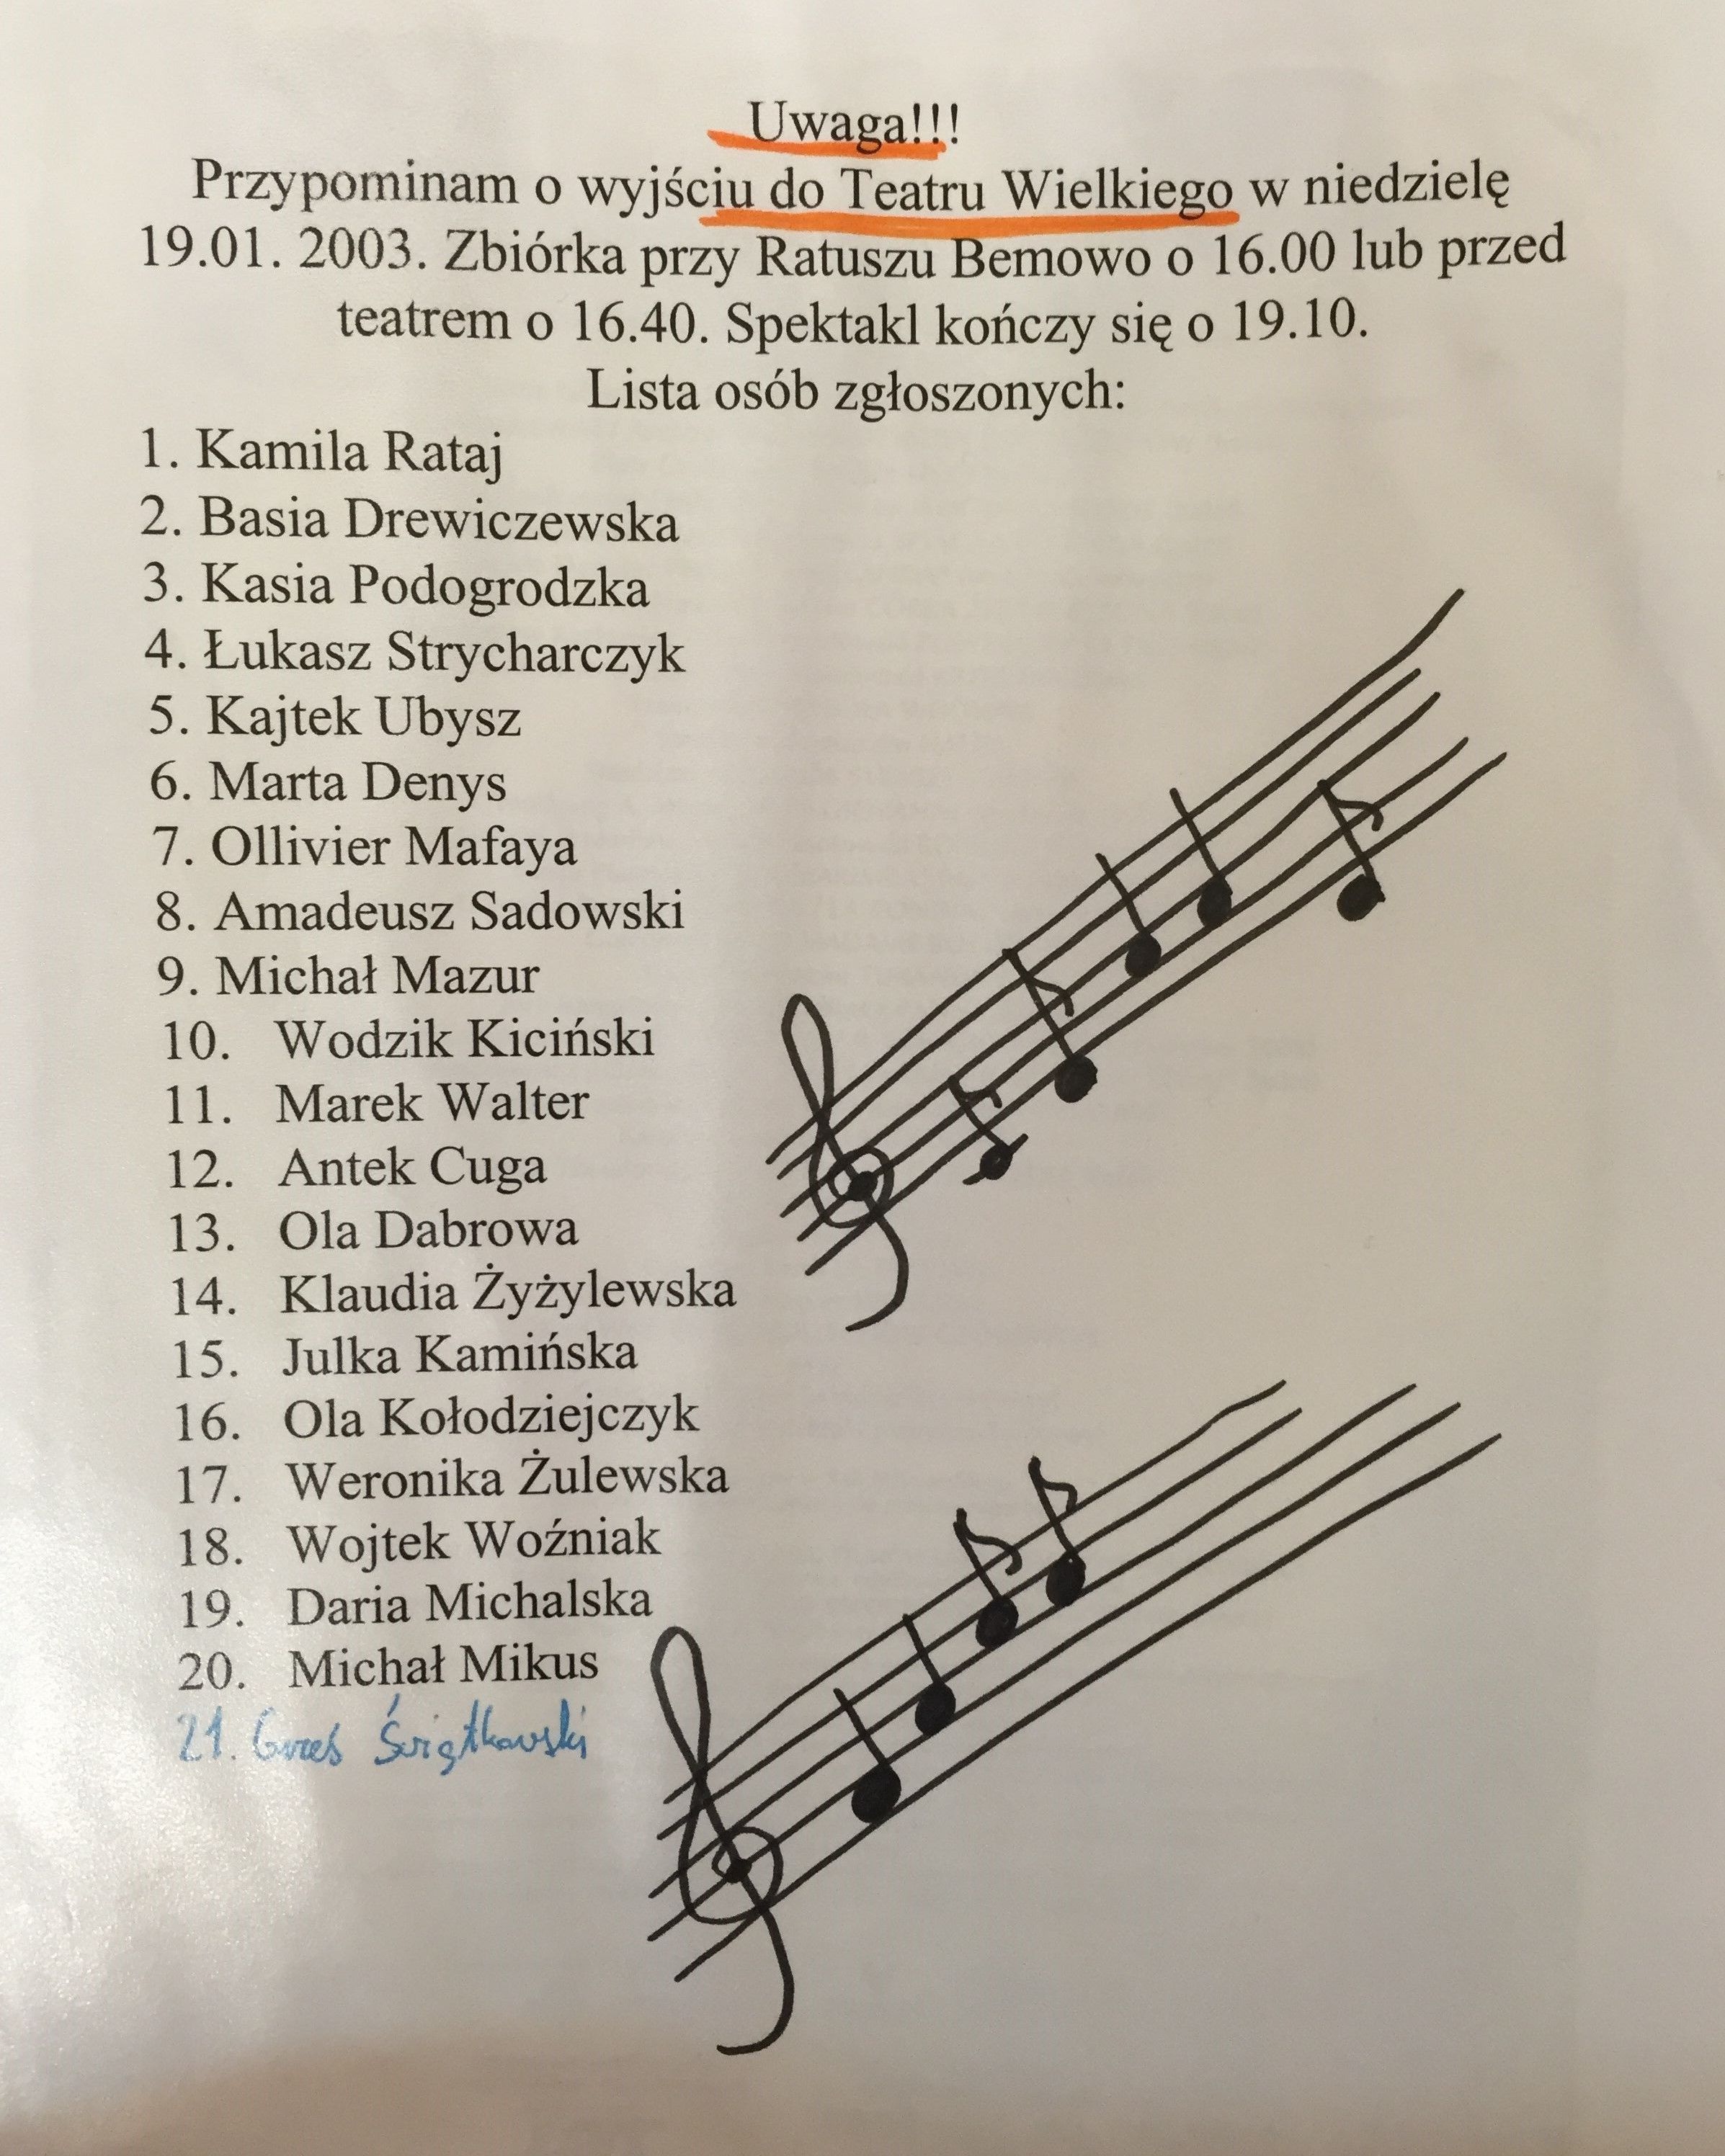 Uwaga!!!
Przypominam o wyjściu do Teatru Wielkiego w niedzielę
19.01. 2003. Zbiórka przy Ratuszu Bemowo o 16.00 lub przed
teatrem o 16.40. Spektakl kończy się o 19.10.
Lista osób zgłoszonych:
1. Kamila Rataj
2. Basia Drewiczewska
3. Kasia Podogrodzka
4. Łukasz Strycharczyk
5. Kajtek Ubysz
6. Marta Denys
7. Ollivier Mafaya
8. Amadeusz Sadowski
9. Michał Mazur
10. Wodzik Kiciński
11. Marek Walter
12. Antek Cuga
13. Ola Dabrowa
14. Klaudia Żyżylewska
15. Julka Kamińska
16. Ola Kołodziejczyk
17. Weronika Żulewska
18. Wojtek Woźniak
19. Daria Michalska
20. Michał Mikus
21. Grześ Świątkowski